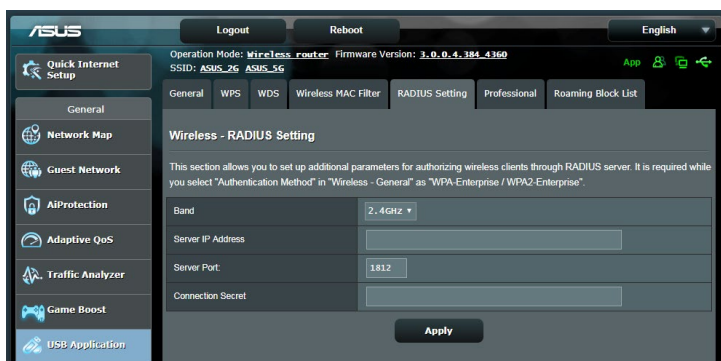 ASUS
Logout
Reboot
English
Quick Internet Setup
Operation Mode: Wireless router Firmware Version: 3.0.0.4.384_4360
SSID: ASUS_2G ASUS_5G
App
General
WPS
WDS
Wireless MAC Filter
RADIUS Setting
Professional
Roaming Block List
General
Network Map
Guest Network
AiProtection
Adaptive QoS
Traffic Analyzer
Game Boost
USB Application
Wireless - RADIUS Setting
This section allows you to set up additional parameters for authorizing wireless clients through RADIUS server. It is required while
you select "Authentication Method" in "Wireless - General" as "WPA-Enterprise / WPA2-Enterprise".
Band
2.4GHz
Server IP Address
Server Port:
1812
Connection Secret
Apply